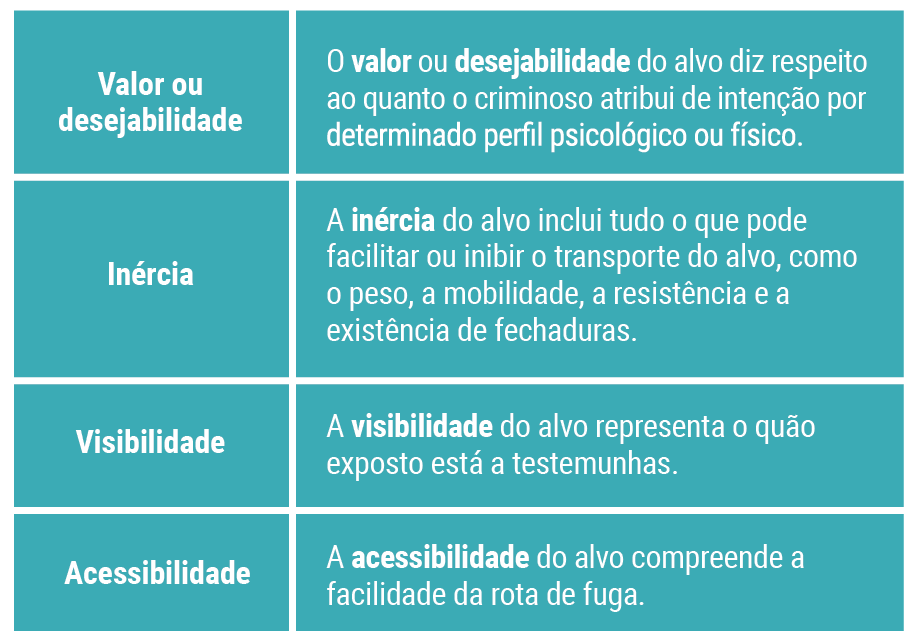 Valor ou
desejabilidade
O valor ou desejabilidade do alvo diz respeito
ao quanto o criminoso atribui de intenção por
determinado perfil psicológico ou físico.
Inércia
A inércia do alvo inclui tudo o que pode
facilitar ou inibir o transporte do alvo, como
o peso, a mobilidade, a resistência e a
existência de fechaduras.
Visibilidade
A visibilidade do alvo representa o quão
exposto está a testemunhas.
Acessibilidade
A acessibilidade do alvo compreende a
facilidade da rota de fuga.